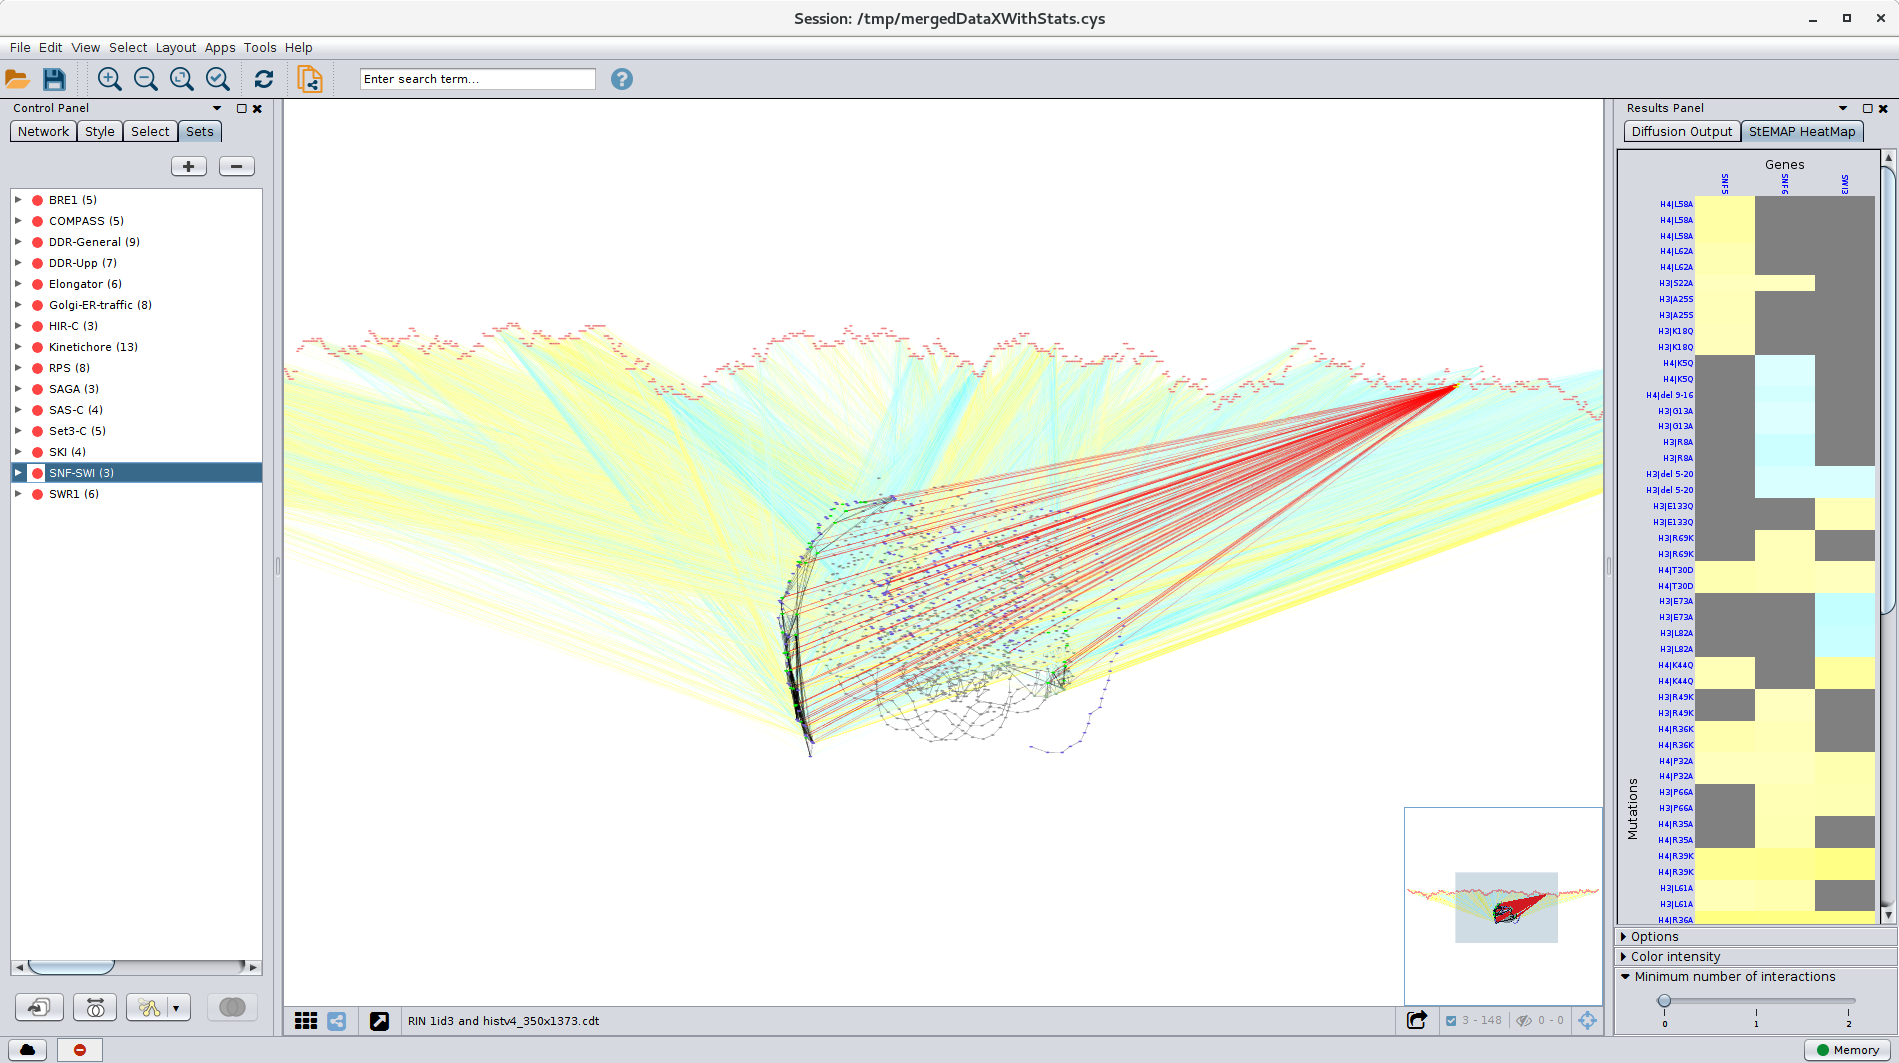 Session: /tmp/mergedDataXWithStats.cys
File Edit View Select Layout Apps Tools Help
Enter search term...
?
Control Panel
Network Style Select Sets
BRE1 (5)
COMPASS (5)
DDR-General (9)
DDR-Upp (7)
Elongator (6)
Golgi-ER-traffic (8)
HIR-C (3)
Kinetichore (13)
RPS (8)
SAGA (3)
SAS-C (4)
Set3-C (5)
SKI (4)
SNF-SWI (3)
SWR1 (6)
RIN 1id3 and histv4_350x1373.cdt
3 - 148
0 - 0
Results Panel
Diffusion Output StEMAP HeatMap
Genes
SNF5 SNF6 SWI3
Mutations
H4|L58A
H4|L58A
H4|L58A
H4|L62A
H4|L62A
H3|S22A
H3|A25S
H3|A25S
H3|K18Q
H3|K18Q
H4|K5Q
H4|K5Q
H4|del 9-16
H3|G13A
H3|G13A
H3|R8A
H3|R8A
H3|del 5-20
H3|del 5-20
H3|E133Q
H3|E133Q
H3|R69K
H3|R69K
H4|T30D
H4|T30D
H3|E73A
H3|E73A
H3|L82A
H3|L82A
H4|K44Q
H4|K44Q
H3|R49K
H3|R49K
H4|R36K
H4|R36K
H4|P32A
H4|P32A
H3|P66A
H3|P66A
H4|R35A
H4|R35A
H4|R39K
H4|R39K
H3|L61A
H3|L61A
H4|R36A
Options
Color intensity
Minimum number of interactions
0 1 2
Memory